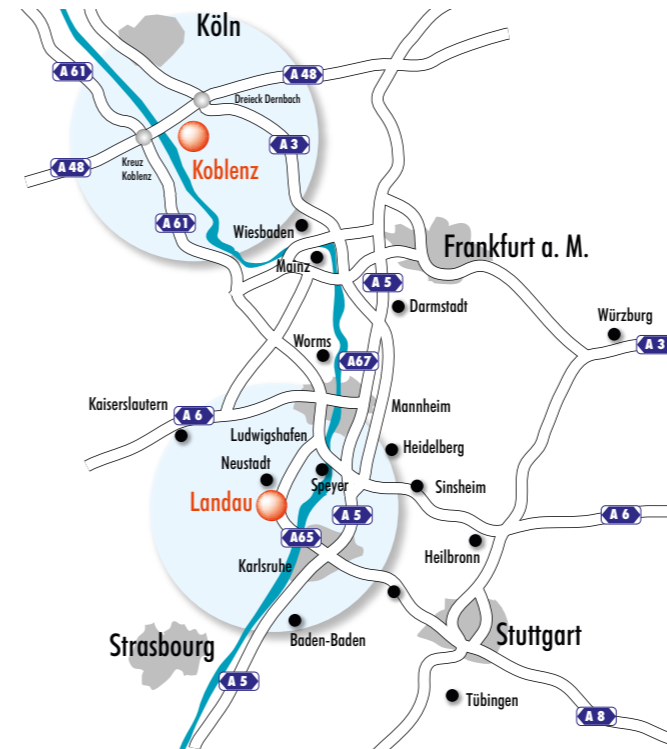 Köln
A 61
A 48
Dreieck Dernbach
A 3
Kreuz
Koblenz
Koblenz
A 48
A 61
Wiesbaden
Frankfurt a. M.
Mainz
A 5
Darmstadt
Würzburg
Worms
A 3
A67
Kaiserslautern
A 6
Mannheim
Ludwigshafen
Heidelberg
Neustadt
Speyer
Sinsheim
Landau
A 5
A 6
A65
Heilbronn
Karlsruhe
Strasbourg
Baden-Baden
Stuttgart
A 5
Tübingen
A 8